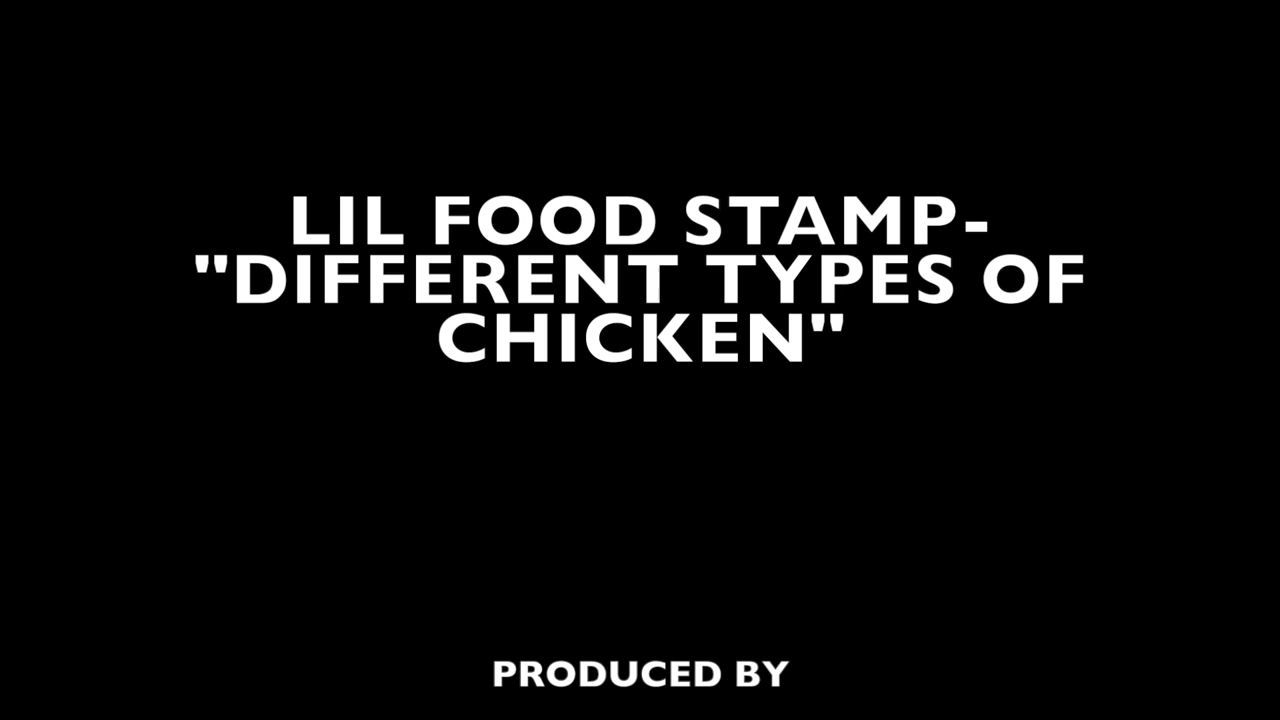 LIL FOOD STAMP-
"DIFFERENT TYPES OF
CHICKEN"
PRODUCED BY